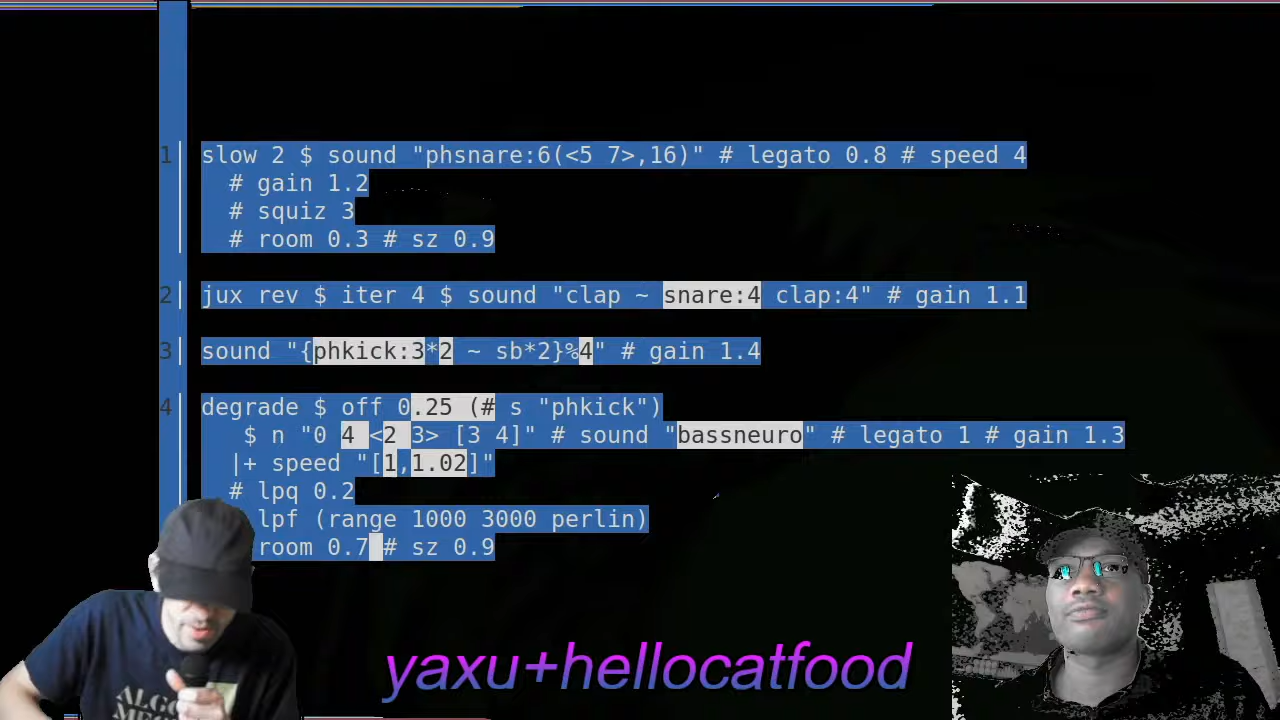 1 slow 2 $ sound "phsnare:6(<5 7>,16)" # legato 0.8 # speed 4
# gain 1.2
# squiz 3
# room 0.3 # sz 0.9
2 jux rev $ iter 4 $ sound "clap ~ snare:4 clap:4" # gain 1.1
3 sound "{phkick:3*2 ~ sb*2}%4" # gain 1.4
4 degrade $ off 0.25 (# s "phkick")
$ n "0 4 <2 3> [3 4]" # sound "bassneuro" # legato 1 # gain 1.3
|+ speed "[1,1.02]"
# lpq 0.2
lpf (range 1000 3000 perlin)
room 0.7 # sz 0.9
yaxu+hellocatfood
ALGO